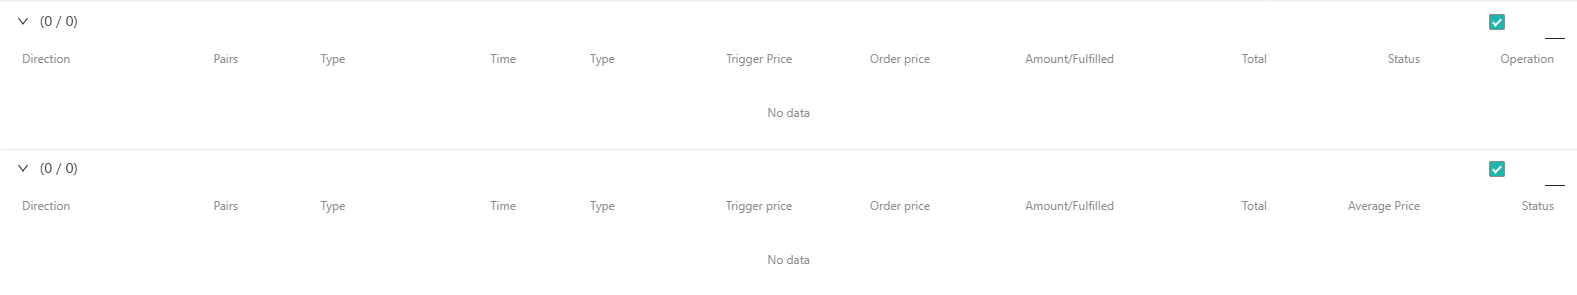 (0 / 0)
Direction Pairs Type Time Type Trigger Price Order price Amount/Fulfilled Total Status Operation
No data
(0 / 0)
Direction Pairs Type Time Type Trigger price Order price Amount/Fulfilled Total Average Price Status
No data